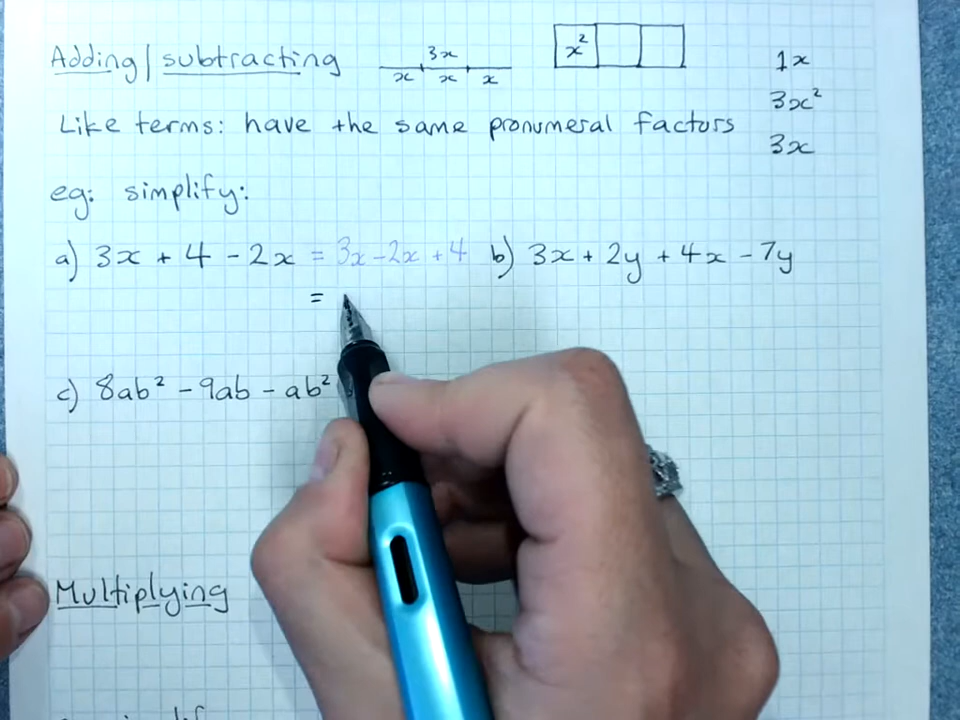 Adding/subtracting
3x
x x x
x²
1x
3x²
3x
Like terms: have the same pronumeral factors
eg: simplify:
a) 3x + 4 - 2x = 3x - 2x + 4
=
b) 3x + 2y + 4x - 7y
c) 8ab² - 9ab - ab²
Multiplying